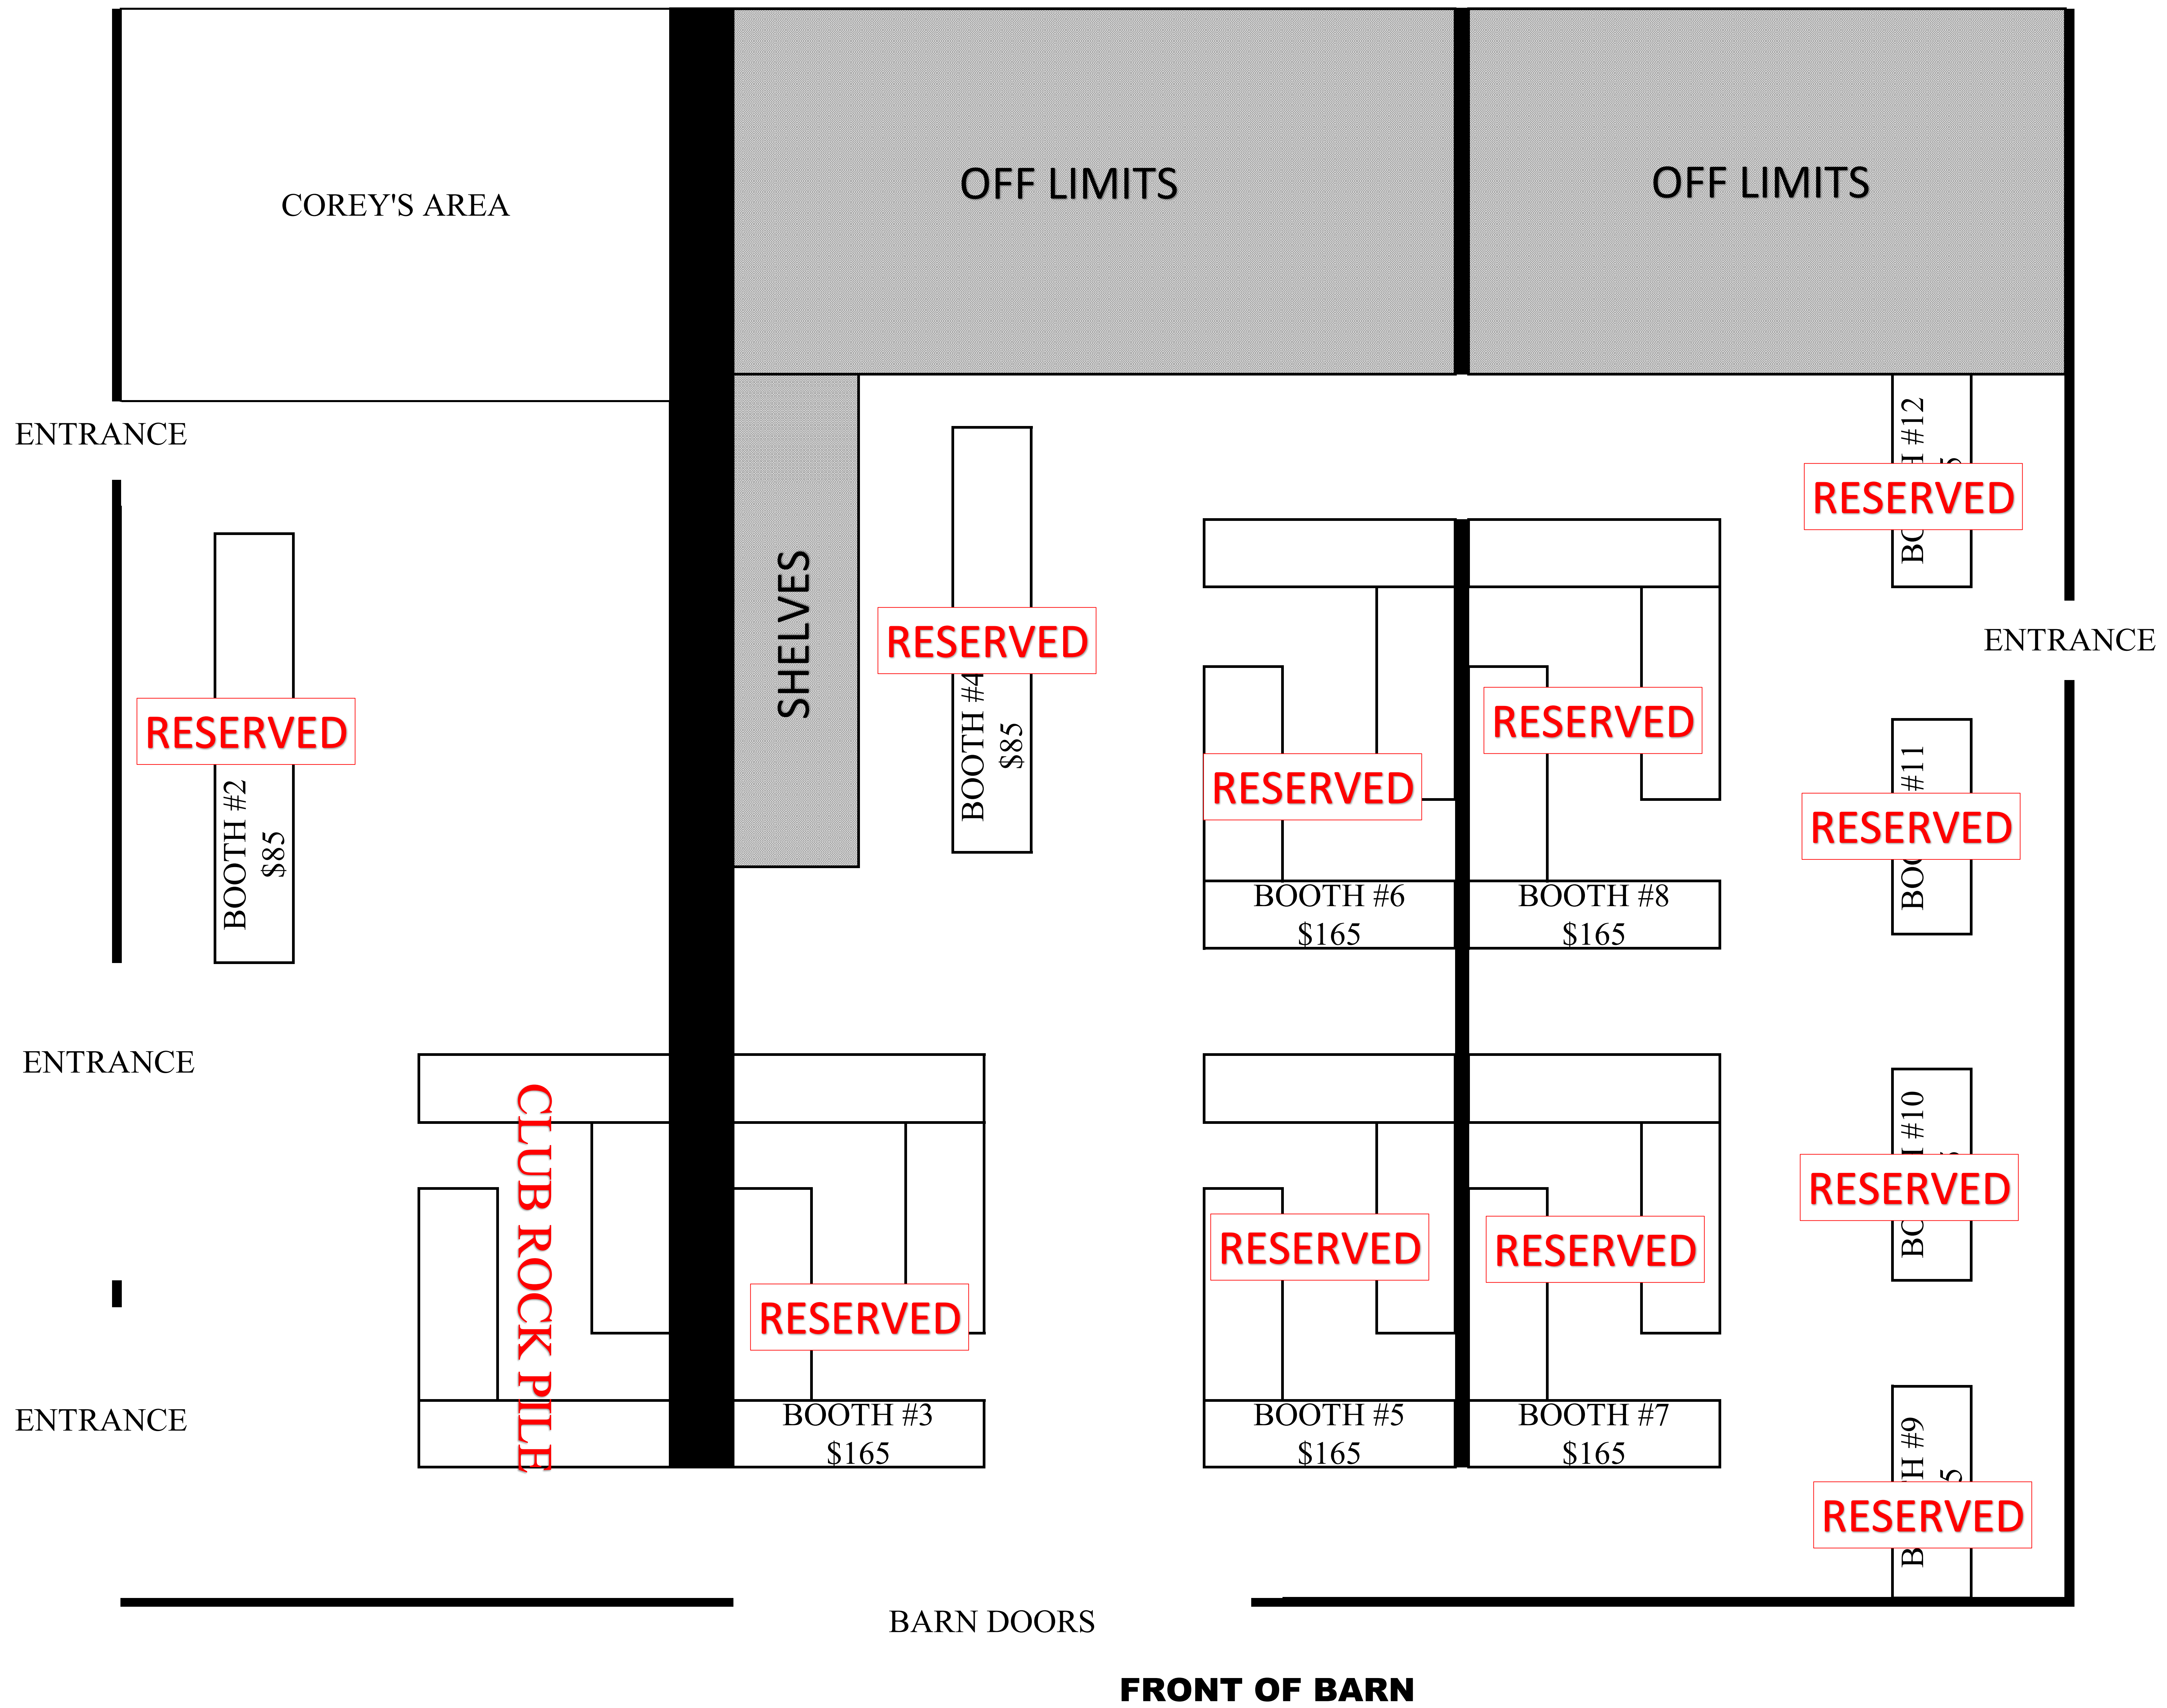 COREY'S AREA
OFF LIMITS
OFF LIMITS
ENTRANCE
#12
RESERVED
SHELVES
RESERVED
BOOTH #4
$85
ENTRANCE
RESERVED
BOOTH #2
$85
RESERVED
RESERVED
#11
RESERVED
BOOTH #6
$165
BOOTH #8
$165
ENTRANCE
CLUB ROCK PILE
#10
RESERVED
RESERVED
RESERVED
RESERVED
ENTRANCE
BOOTH #3
$165
BOOTH #5
$165
BOOTH #7
$165
#9
RESERVED
BARN DOORS
FRONT OF BARN